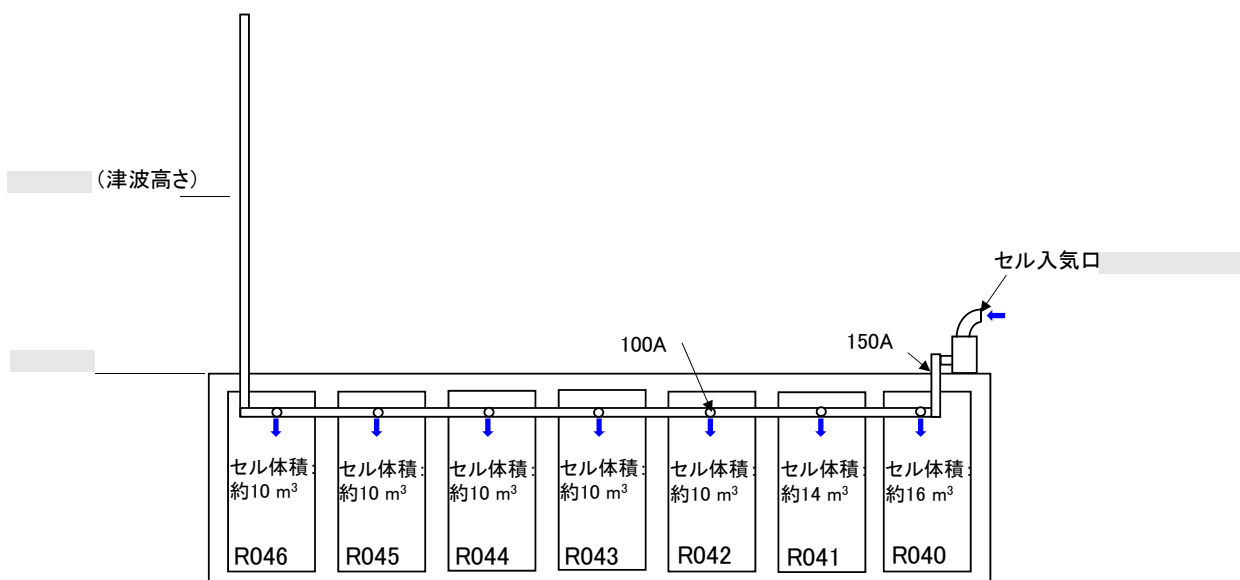 (津波高さ)
セル入気口
100A
150A
セル体積:
約10 m³
R046
セル体積:
約10 m³
R045
セル体積:
約10 m³
R044
セル体積:
約10 m³
R043
セル体積:
約10 m³
R042
セル体積:
約14 m³
R041
セル体積:
約16 m³
R040